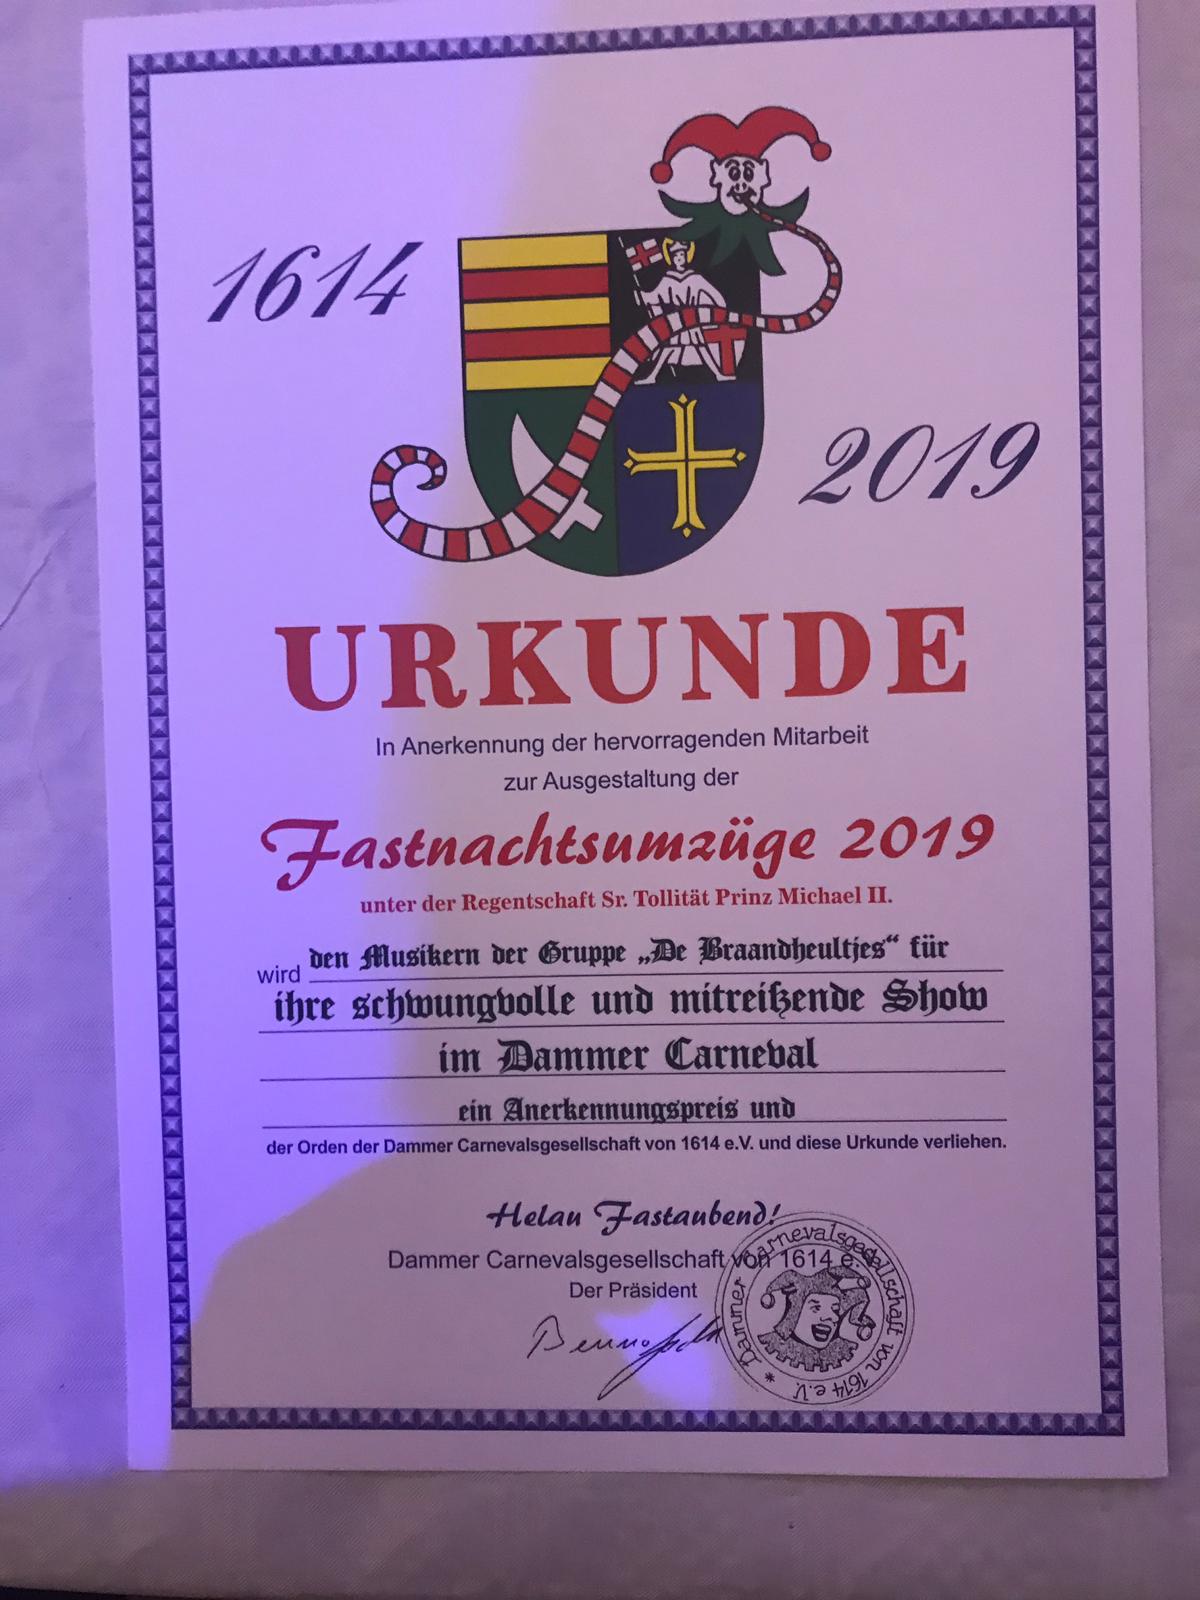 1614
2019
URKUNDE
In Anerkennung der hervorragenden Mitarbeit
zur Ausgestaltung der
Fastnachtsumzüge 2019
unter der Regentschaft Sr. Tollität Prinz Michael II.
wird den Musikern der Gruppe „De Braandheultjes“ für
ihre schwungvolle und mitreißende Show
im Dammer Carneval
ein Anerkennungspreis und
der Orden der Dammer Carnevalsgesellschaft von 1614 e.V. und diese Urkunde verliehen.
Helau Fastaubend!
Dammer Carnevalsgesellschaft von 1614 e.V.
Der Präsident
* Dammer Carnevalsgesellschaft von 1614 e.V.